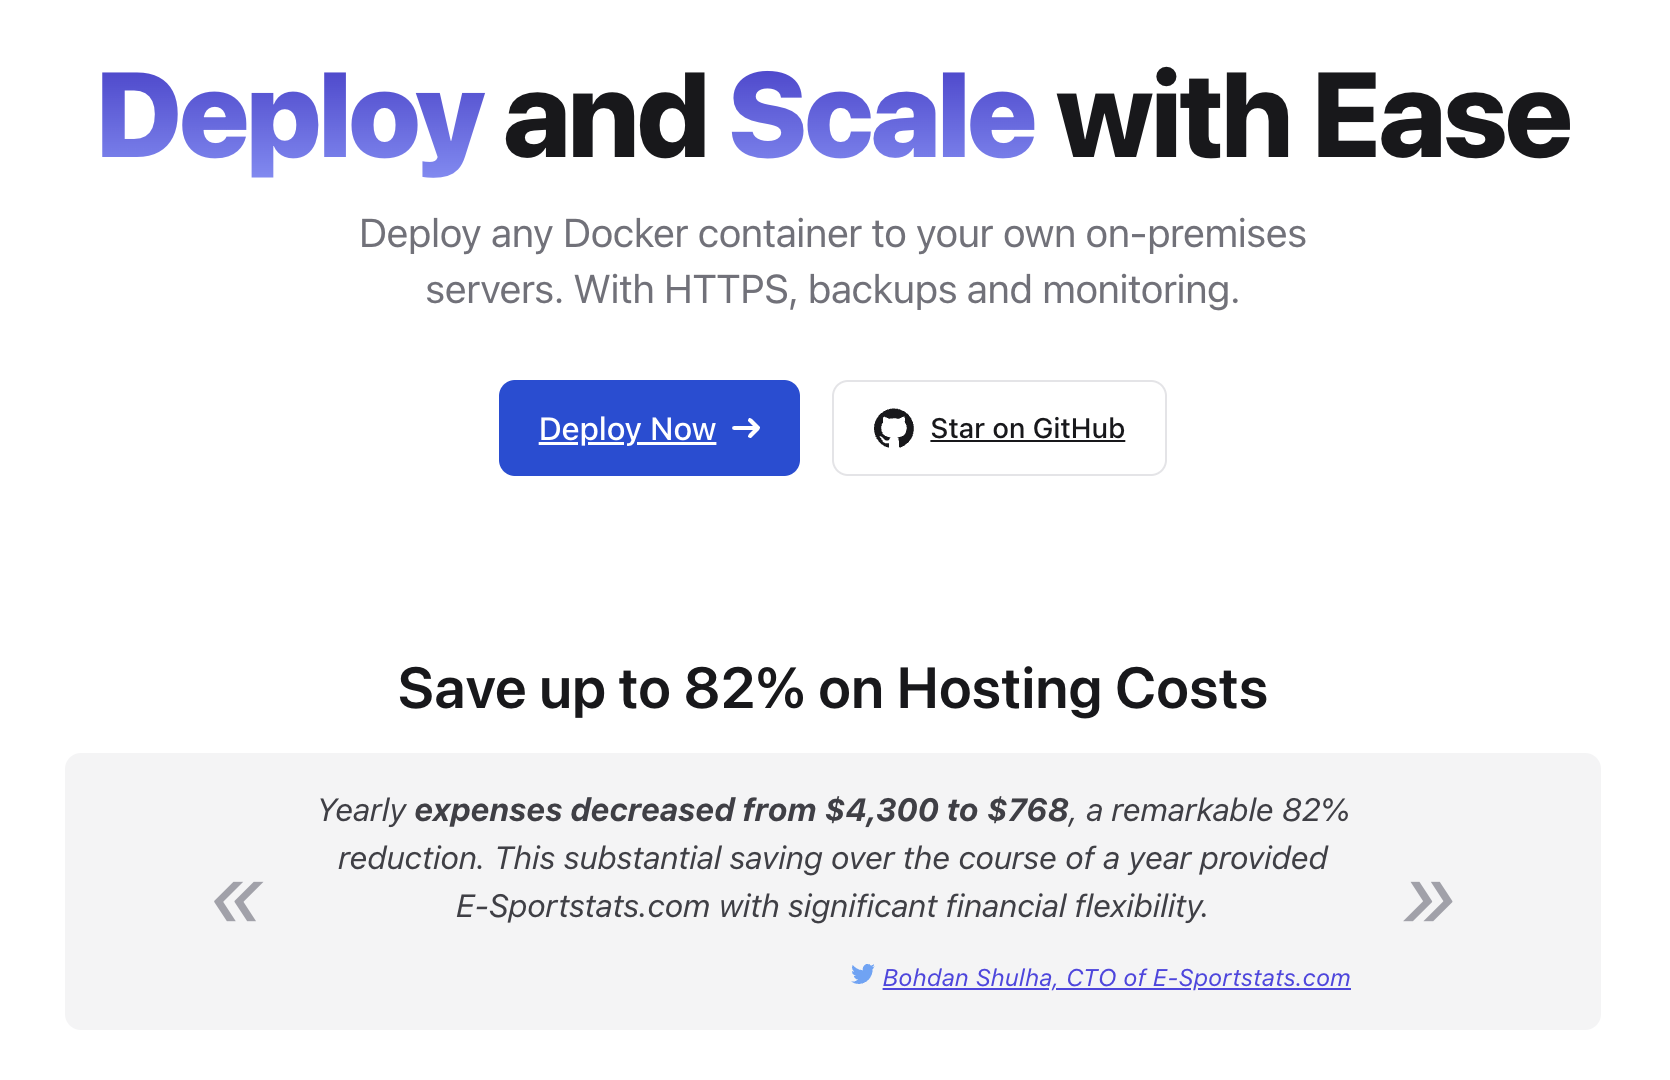 Deploy and Scale with Ease
Deploy any Docker container to your own on-premises
servers. With HTTPS, backups and monitoring.
Deploy Now →
Star on GitHub
Save up to 82% on Hosting Costs
Yearly expenses decreased from $4,300 to $768, a remarkable 82%
reduction. This substantial saving over the course of a year provided
E-Sportstats.com with significant financial flexibility.
«
»
Bohdan Shulha, CTO of E-Sportstats.com